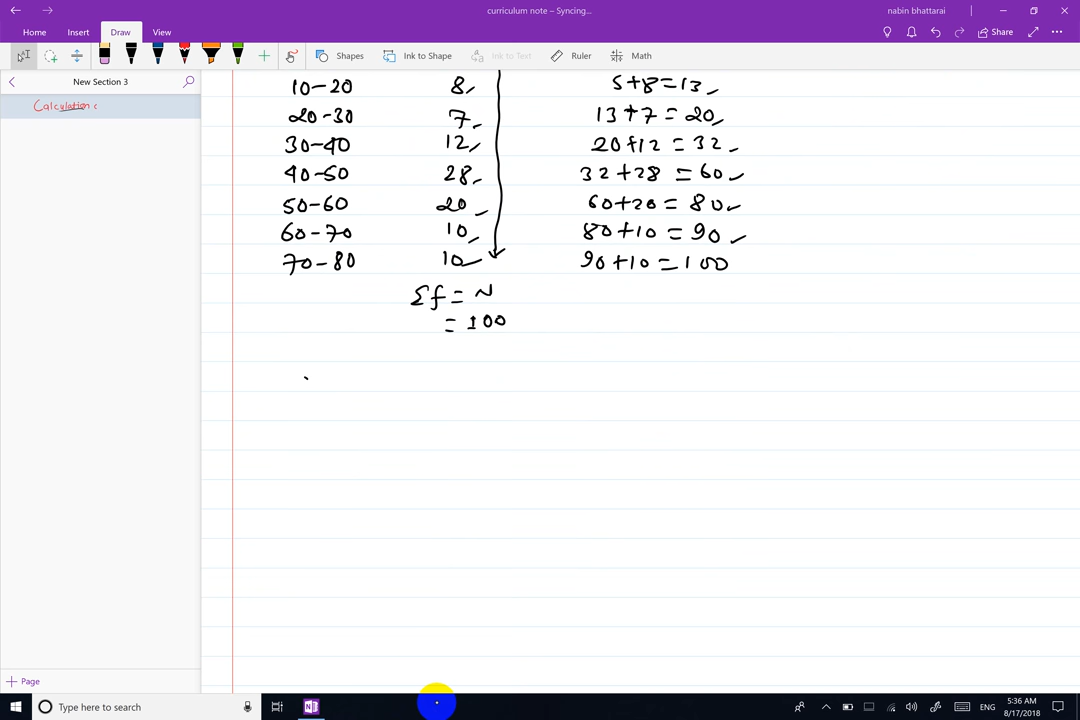 curriculum note – Syncing...
nabin bhattarai
Home Insert Draw View
Share
Shapes Ink to Shape Ink to Text Ruler Math
New Section 3
Calculation c
10-20 8, 5+8=13,
20-30 7, 13+7=20,
30-40 12, 20+12=32,
40-50 28, 32+28=60
50-60 20, 60+20=80
60-70 10, 80+10=90
70-80 10 90+10=100
Σf = N
= 100
+ Page
Type here to search
ENG
5:36 AM
8/17/2018